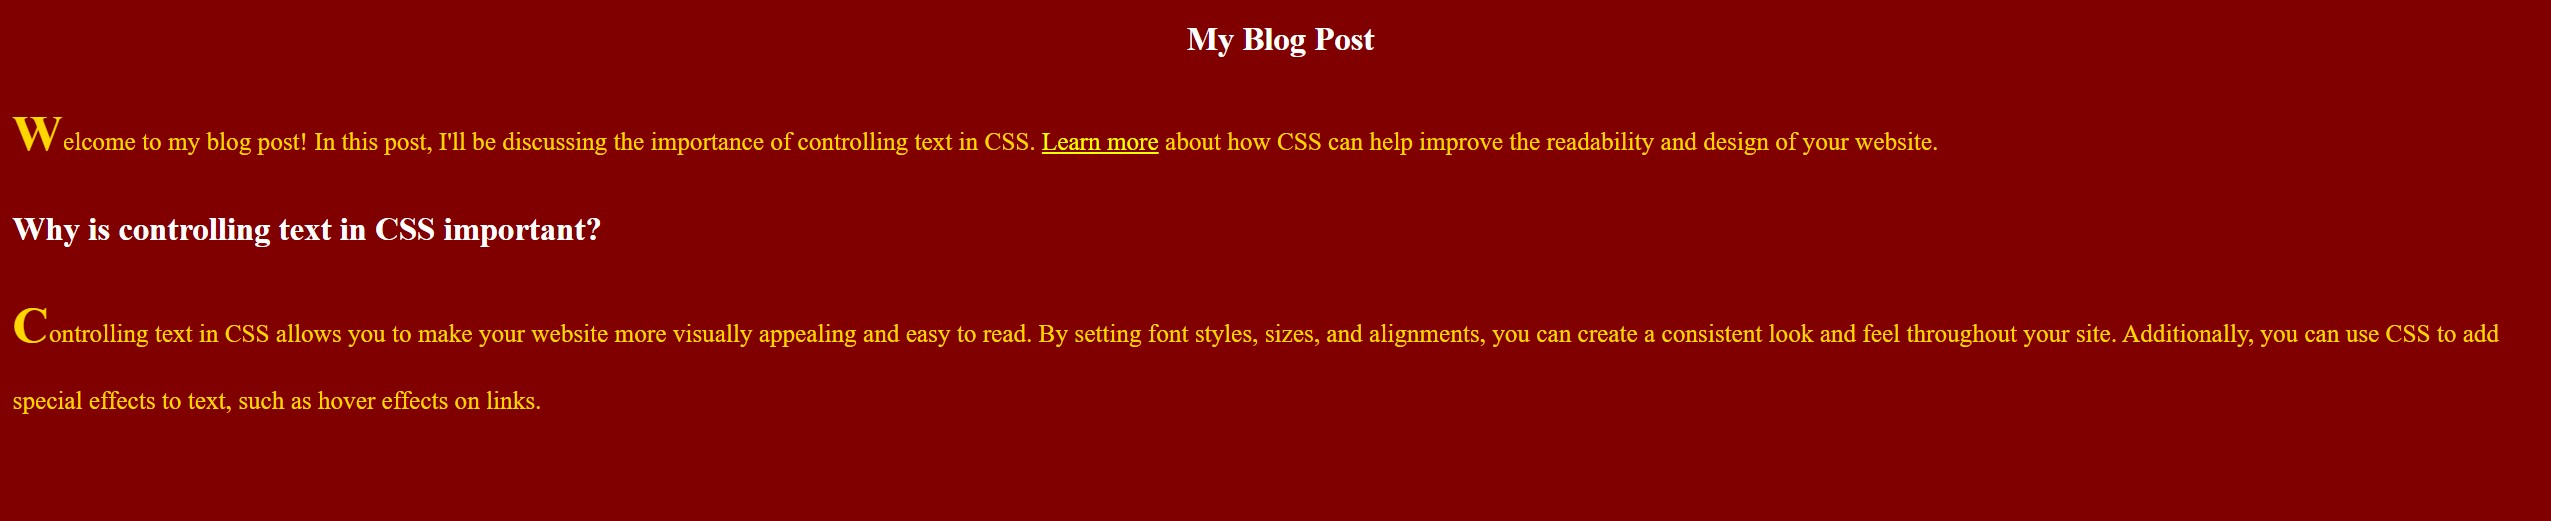 My Blog Post
Welcome to my blog post! In this post, I'll be discussing the importance of controlling text in CSS. Learn more about how CSS can help improve the readability and design of your website.
Why is controlling text in CSS important?
Controlling text in CSS allows you to make your website more visually appealing and easy to read. By setting font styles, sizes, and alignments, you can create a consistent look and feel throughout your site. Additionally, you can use CSS to add
special effects to text, such as hover effects on links.